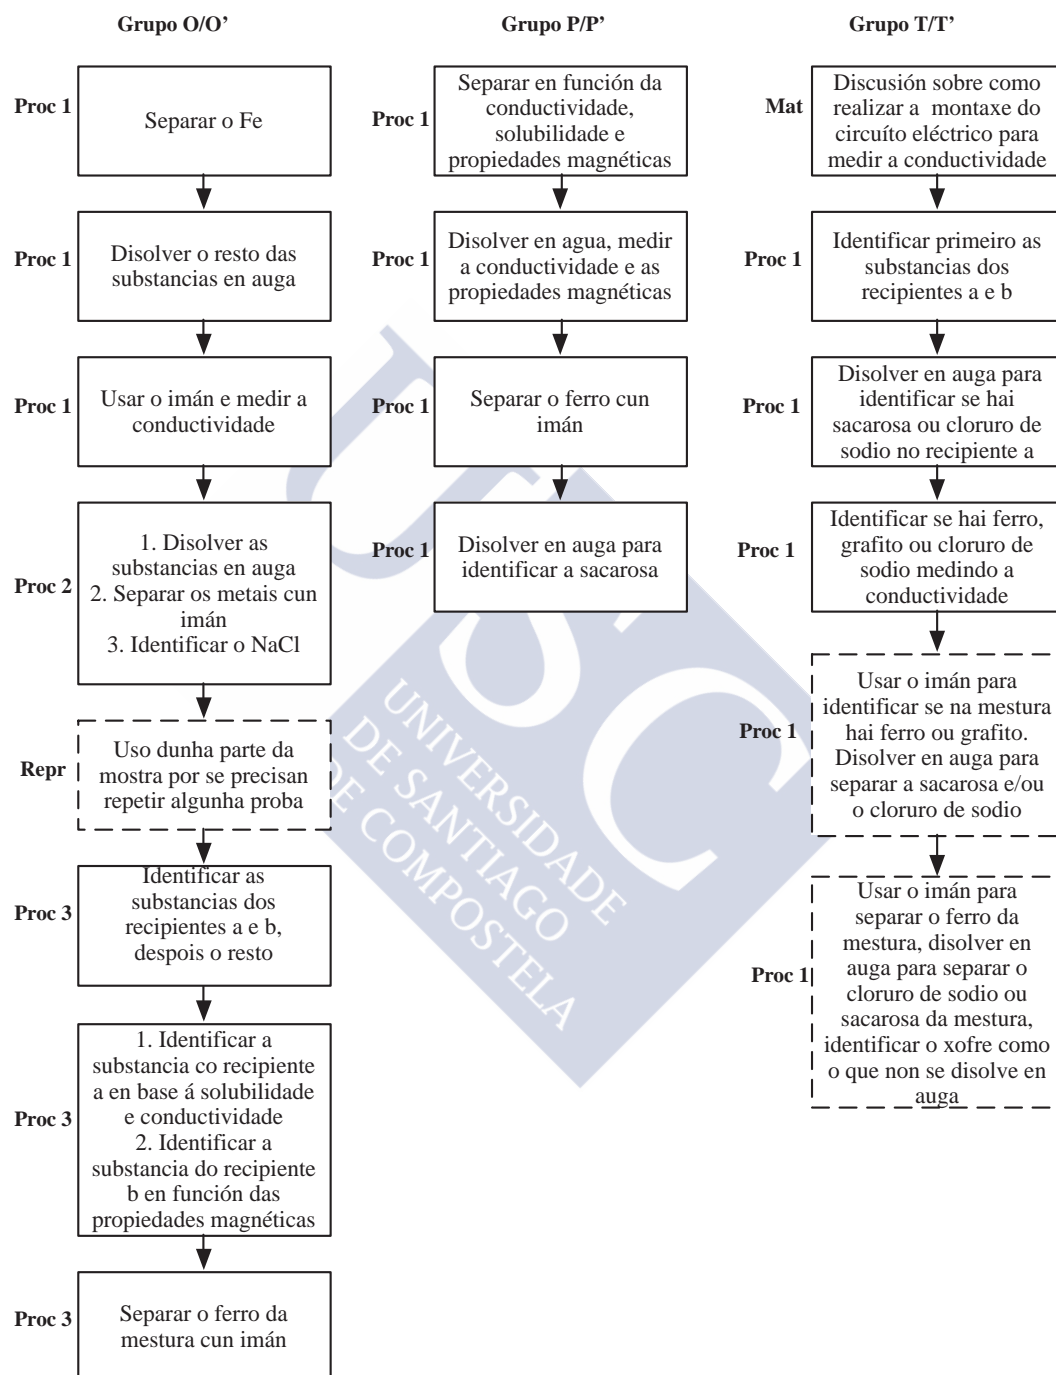 Grupo O/O’
Proc 1
Separar o Fe
Proc 1
Disolver o resto das
substancias en auga
Proc 1
Usar o imán e medir a
conductividade
Proc 2
1. Disolver as
substancias en auga
2. Separar os metais cun
imán
3. Identificar o NaCl
Repr
Uso dunha parte da
mostra por se precisan
repetir algunha proba
Proc 3
Identificar as
substancias dos
recipientes a e b,
despois o resto
Proc 3
1. Identificar a
substancia co recipiente
a en base á solubilidade
e conductividade
2. Identificar a
substancia do recipiente
b en función das
propiedades magnéticas
Proc 3
Separar o ferro da
mestura cun imán
Grupo P/P’
Proc 1
Separar en función da
conductividade,
solubilidade e
propiedades magnéticas
Proc 1
Disolver en agua, medir
a conductividade e as
propiedades magnéticas
Proc 1
Separar o ferro cun
imán
Proc 1
Disolver en auga para
identificar a sacarosa
Grupo T/T’
Mat
Discusión sobre como
realizar a montaxe do
circuíto eléctrico para
medir a conductividade
Proc 1
Identificar primeiro as
substancias dos
recipientes a e b
Proc 1
Disolver en auga para
identificar se hai
sacarosa ou cloruro de
sodio no recipiente a
Proc 1
Identificar se hai ferro,
grafito ou cloruro de
sodio medindo a
conductividade
Proc 1
Usar o imán para
identificar se na mestura
hai ferro ou grafito.
Disolver en auga para
separar a sacarosa e/ou
o cloruro de sodio
Proc 1
Usar o imán para
separar o ferro da
mestura, disolver en
auga para separar o
cloruro de sodio ou
sacarosa da mestura,
identificar o xofre como
o que non se disolve en
auga
USC
UNIVERSIDADE
DE SANTIAGO
DE COMPOSTELA